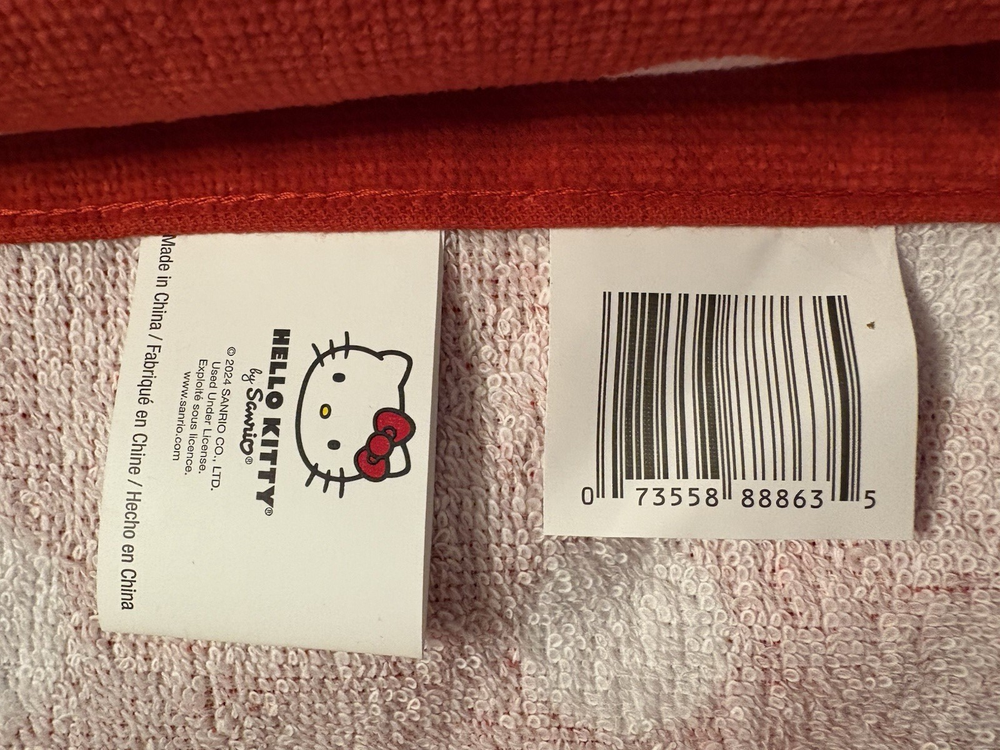 HELLO KITTY®
by Sanrio®
© 2024 SANRIO CO., LTD.
Used Under License.
Exploité sous licence.
www.sanrio.com
Made in China / Fabriqué en Chine / Hecho en China
0 73558 88863 5